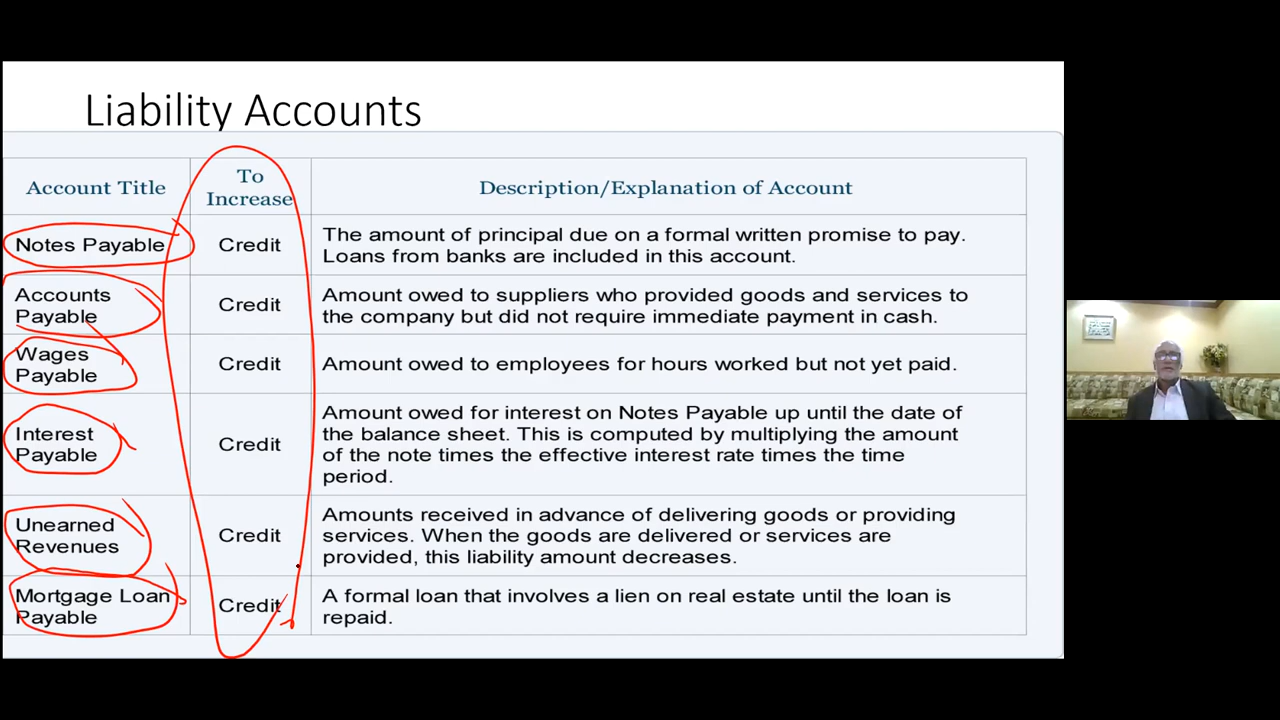 Liability Accounts
Account Title
To
Increase
Description/Explanation of Account
Notes Payable
Credit
The amount of principal due on a formal written promise to pay.
Loans from banks are included in this account.
Accounts
Payable
Credit
Amount owed to suppliers who provided goods and services to
the company but did not require immediate payment in cash.
Wages
Payable
Credit
Amount owed to employees for hours worked but not yet paid.
Interest
Payable
Credit
Amount owed for interest on Notes Payable up until the date of
the balance sheet. This is computed by multiplying the amount
of the note times the effective interest rate times the time
period.
Unearned
Revenues
Credit
Amounts received in advance of delivering goods or providing
services. When the goods are delivered or services are
provided, this liability amount decreases.
Mortgage Loan
Payable
Credit
A formal loan that involves a lien on real estate until the loan is
repaid.